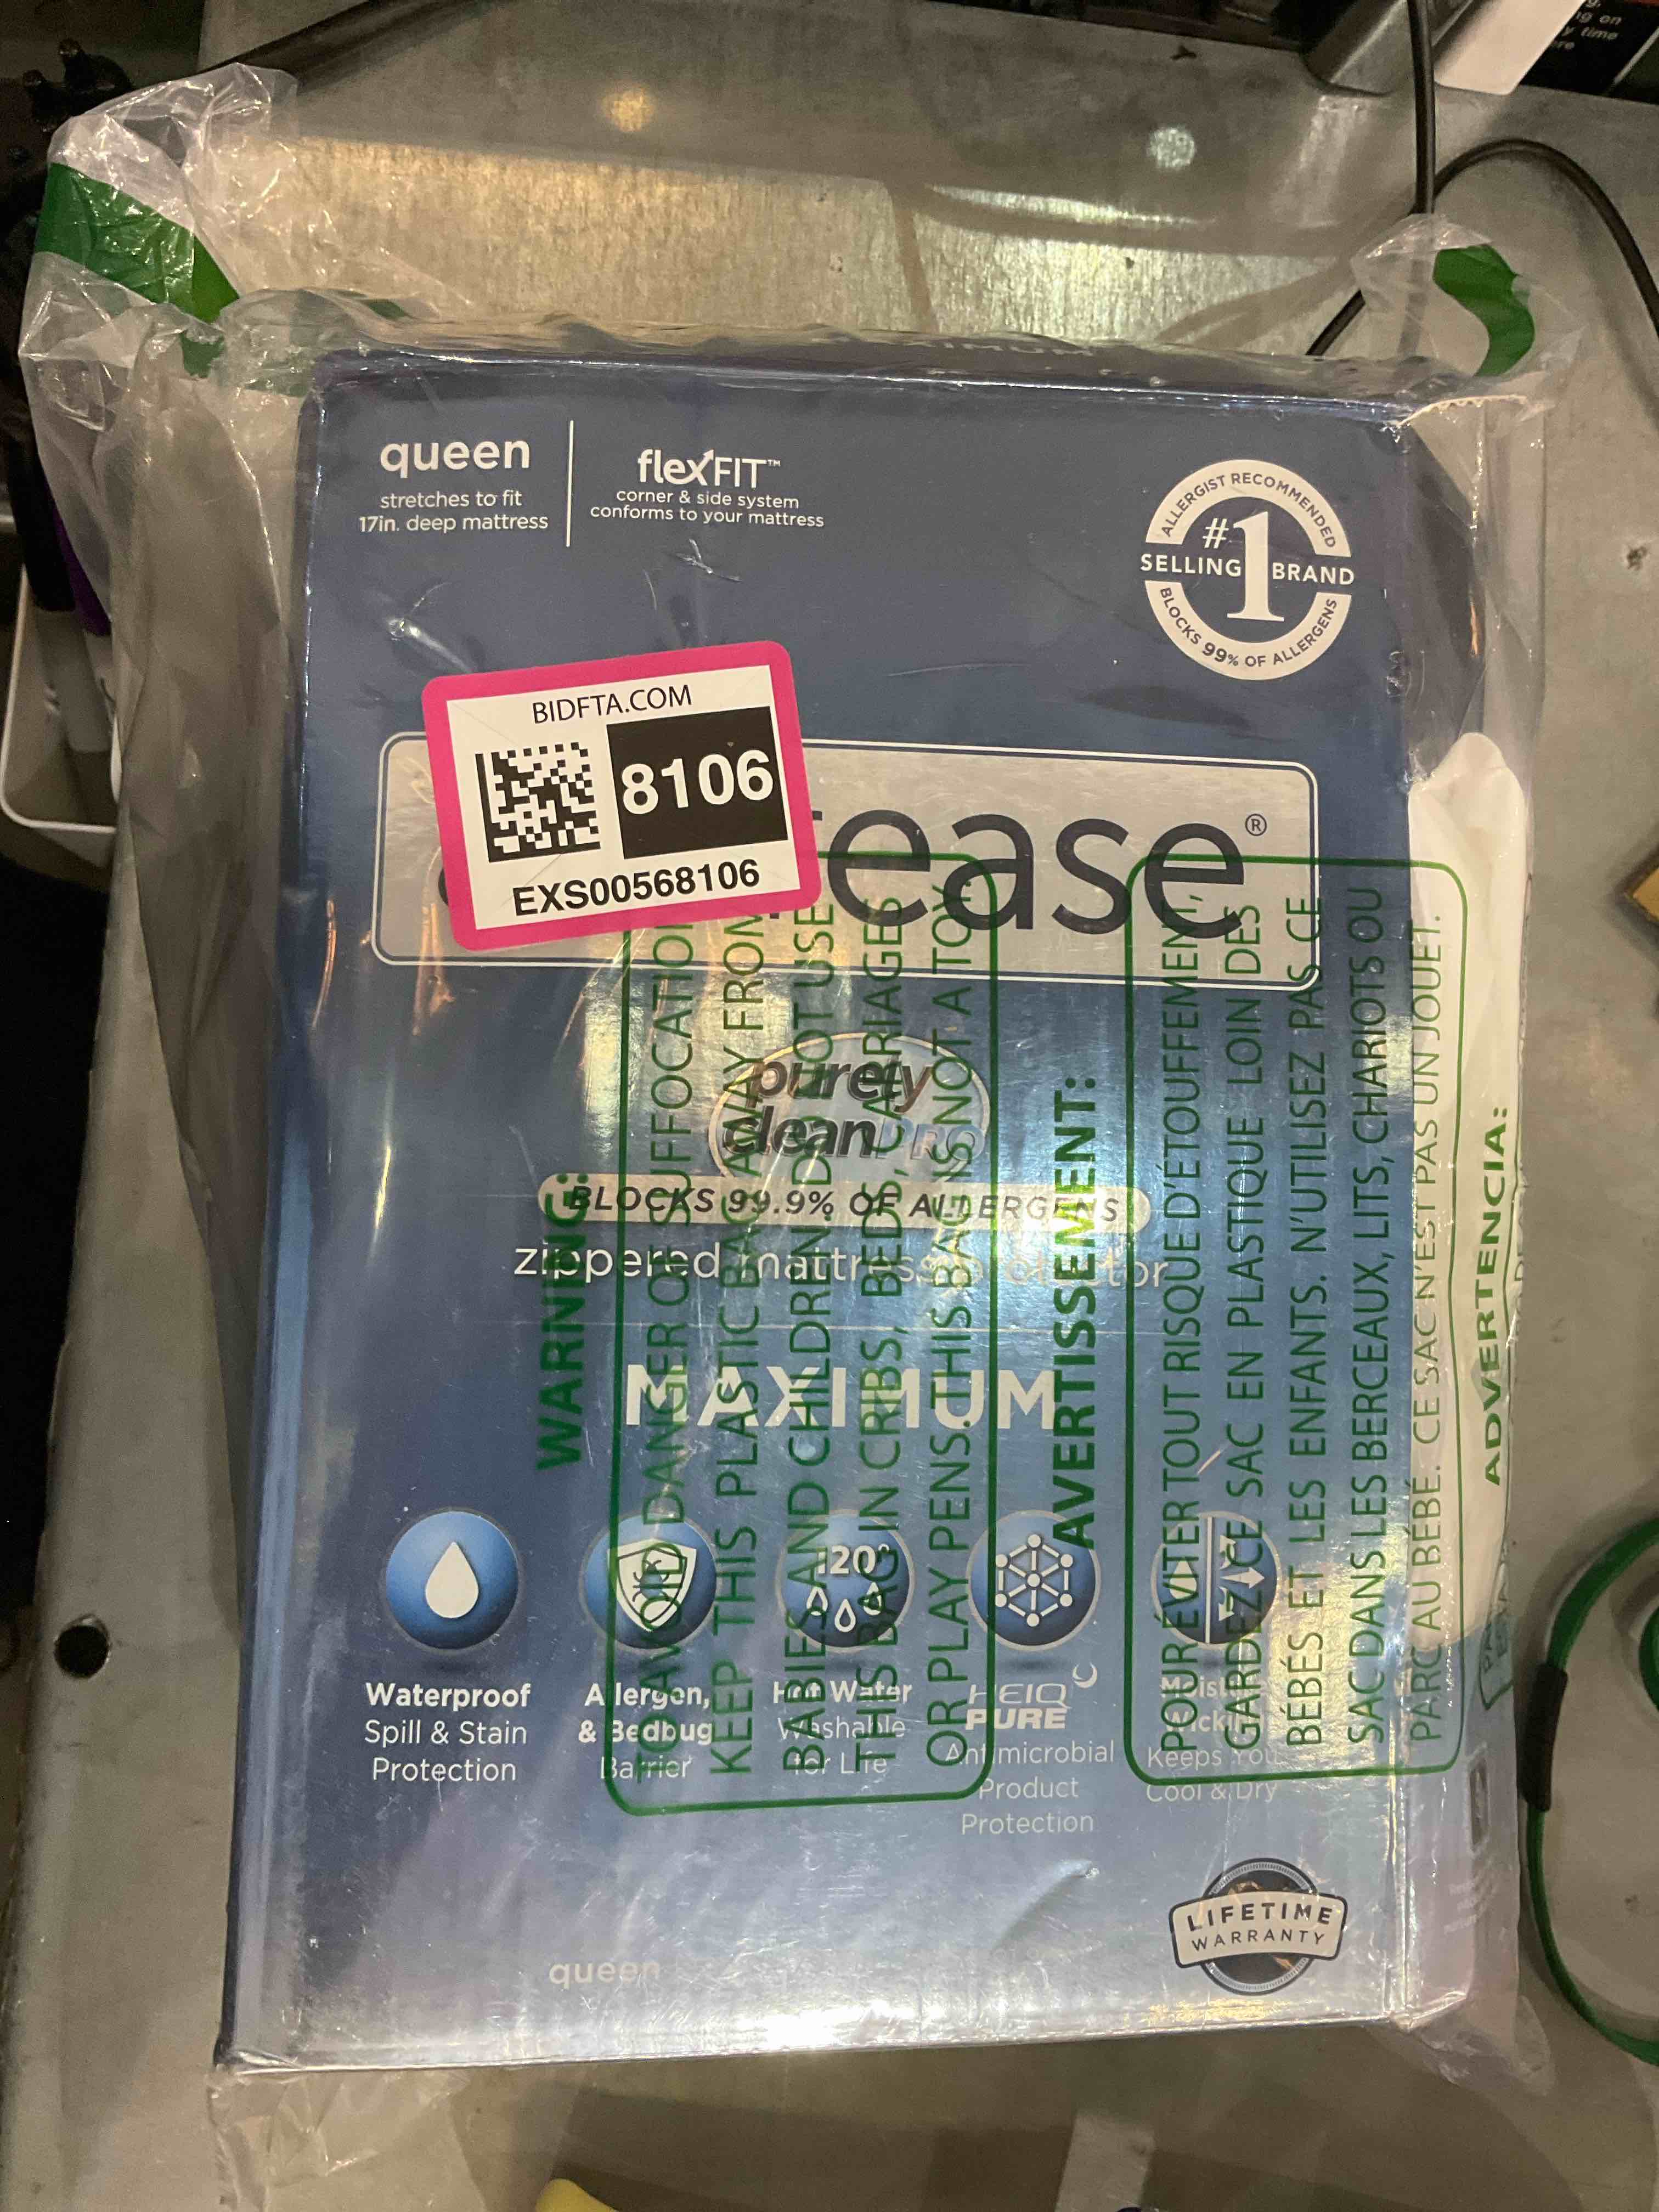 queen
stretches to fit
17in. deep mattress
flexFIT™
corner & side system
conforms to your mattress
ALLERGIST RECOMMENDED
#1
SELLING BRAND
BLOCKS 99% OF ALLERGENS
BIDFTA.COM
8106
EXS00568106
ease®
purely
clean PRO
BLOCKS 99.9% OF ALLERGENS
zippered mattress protector
MAXIMUM
120°
Waterproof
Spill & Stain
Protection
Allergen,
& Bedbug
Barrier
Hot Water
Washable
for Life
HEIQ
PURE
Antimicrobial
Product
Protection
Moisture
Wicking
Keeps You
Cool & Dry
LIFETIME
WARRANTY
queen
WARNING:
TO AVOID DANGER OF SUFFOCATION
KEEP THIS PLASTIC BAG AWAY FROM
BABIES AND CHILDREN. DO NOT USE
THIS BAG IN CRIBS, BEDS, CARRIAGES
OR PLAY PENS. THIS BAG IS NOT A TOY.
AVERTISSEMENT:
POUR ÉVITER TOUT RISQUE D'ÉTOUFFEMENT,
GARDEZ CE SAC EN PLASTIQUE LOIN DES
BÉBÉS ET LES ENFANTS. N'UTILISEZ PAS CE
SAC DANS LES BERCEAUX, LITS, CHARIOTS OU
PARC AU BÉBÉ. CE SAC N'EST PAS UN JOUET.
ADVERTENCIA: